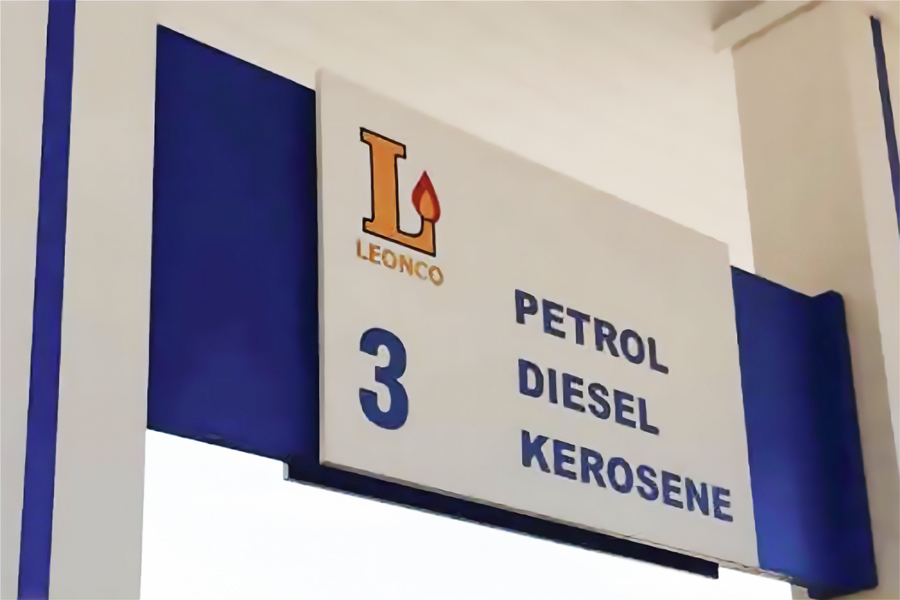 L
LEONCO
3
PETROL
DIESEL
KEROSENE